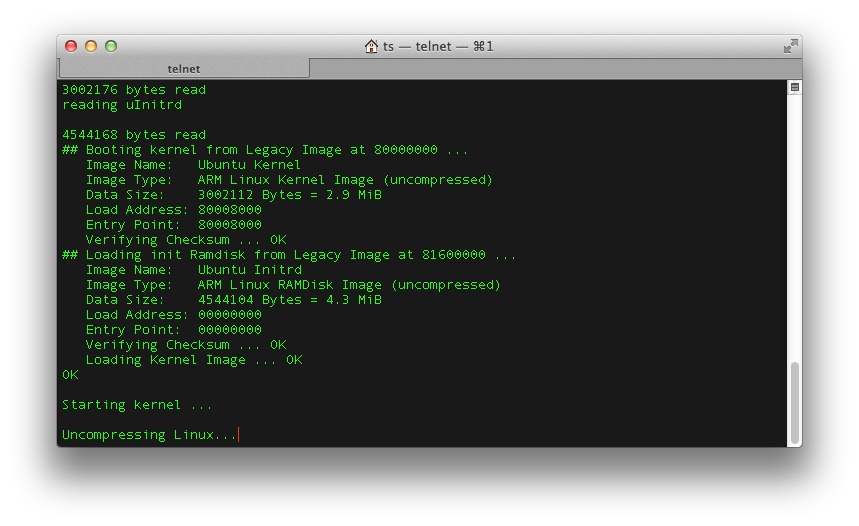 ts — telnet — ⌘1
telnet
3002176 bytes read
reading uInitrd
4544168 bytes read
## Booting kernel from Legacy Image at 80000000 ...
   Image Name:   Ubuntu Kernel
   Image Type:   ARM Linux Kernel Image (uncompressed)
   Data Size:    3002112 Bytes = 2.9 MiB
   Load Address: 80008000
   Entry Point:  80008000
   Verifying Checksum ... OK
## Loading init Ramdisk from Legacy Image at 81600000 ...
   Image Name:   Ubuntu Initrd
   Image Type:   ARM Linux RAMDisk Image (uncompressed)
   Data Size:    4544104 Bytes = 4.3 MiB
   Load Address: 00000000
   Entry Point:  00000000
   Verifying Checksum ... OK
   Loading Kernel Image ... OK
OK
Starting kernel ...
Uncompressing Linux...